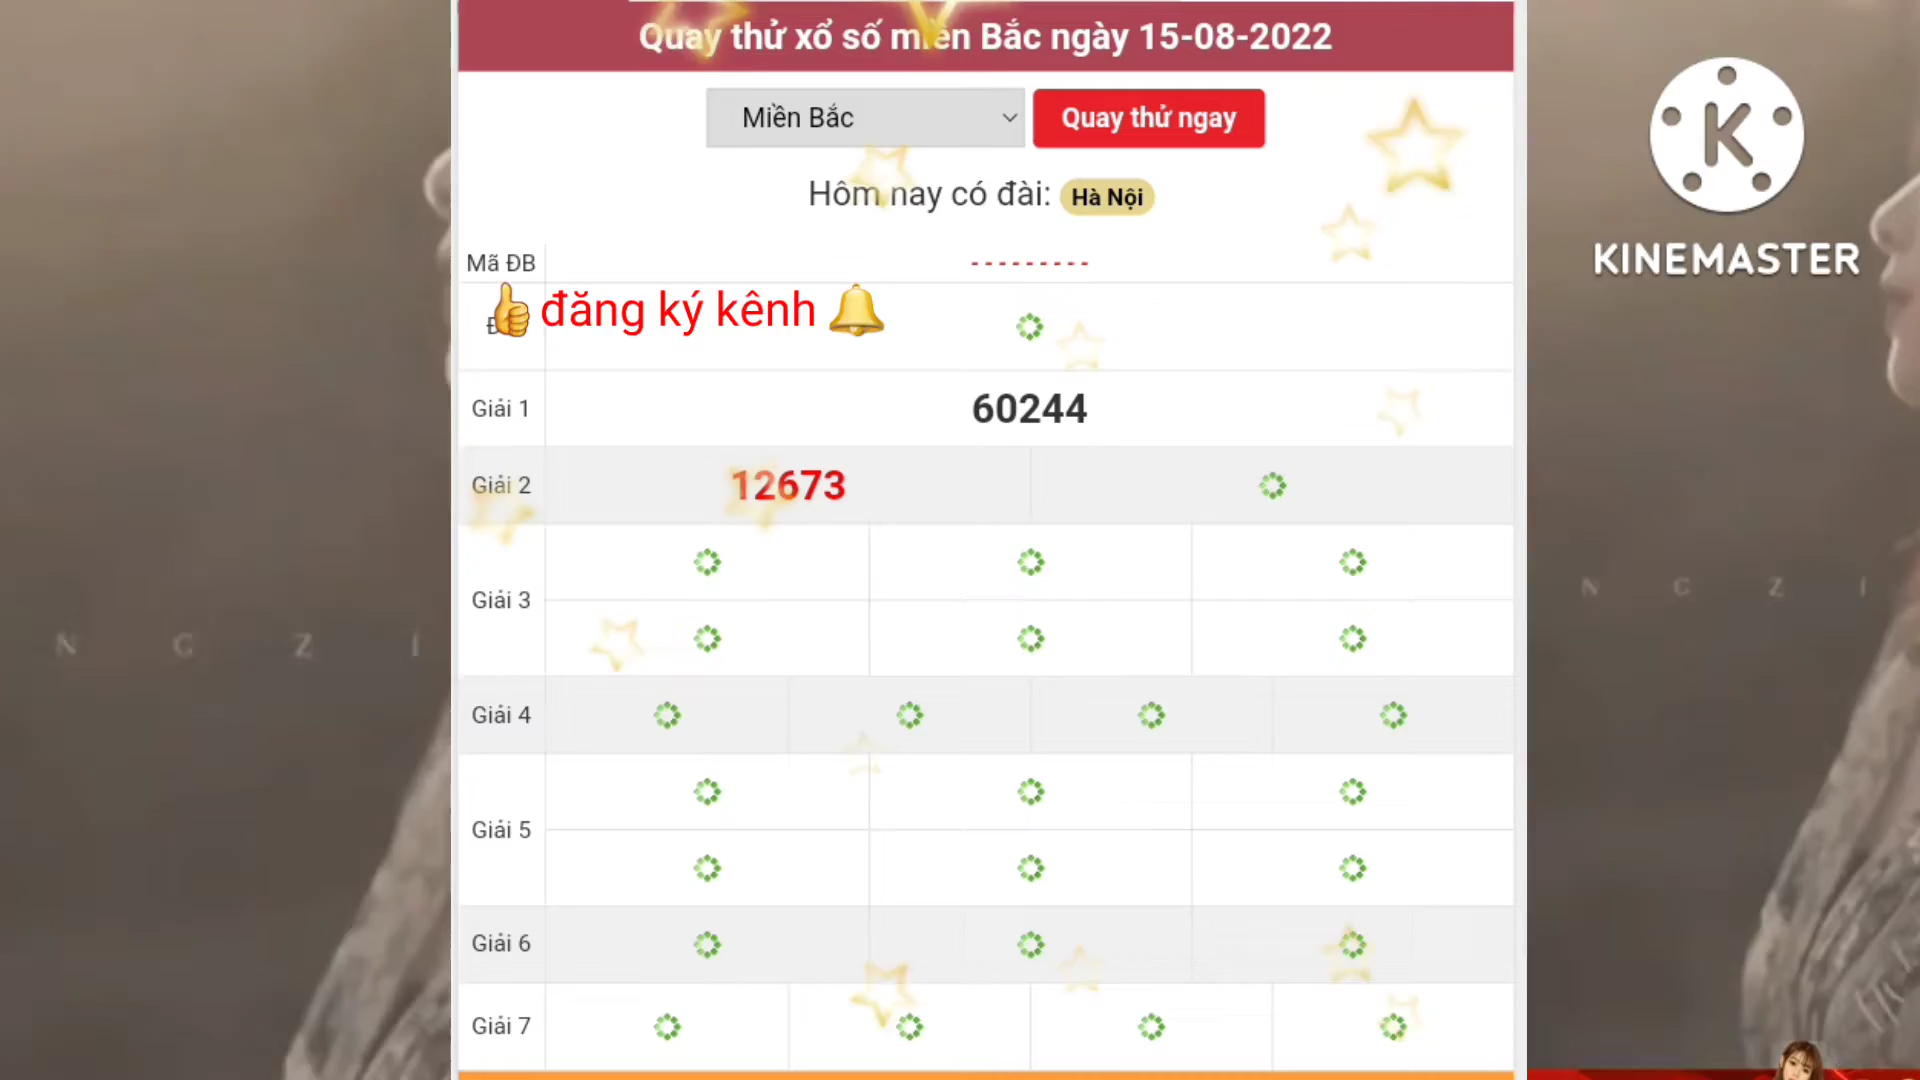 Quay thử xổ số miền Bắc ngày 15-08-2022
Miền Bắc
Quay thử ngay
Hôm nay có đài: Hà Nội
KINEMASTER
Mã ĐB ---------
👍 đăng ký kênh 🔔
Giải 1 60244
Giải 2 12673
Giải 3
N G Z I
N G Z I
Giải 4
Giải 5
Giải 6
Giải 7